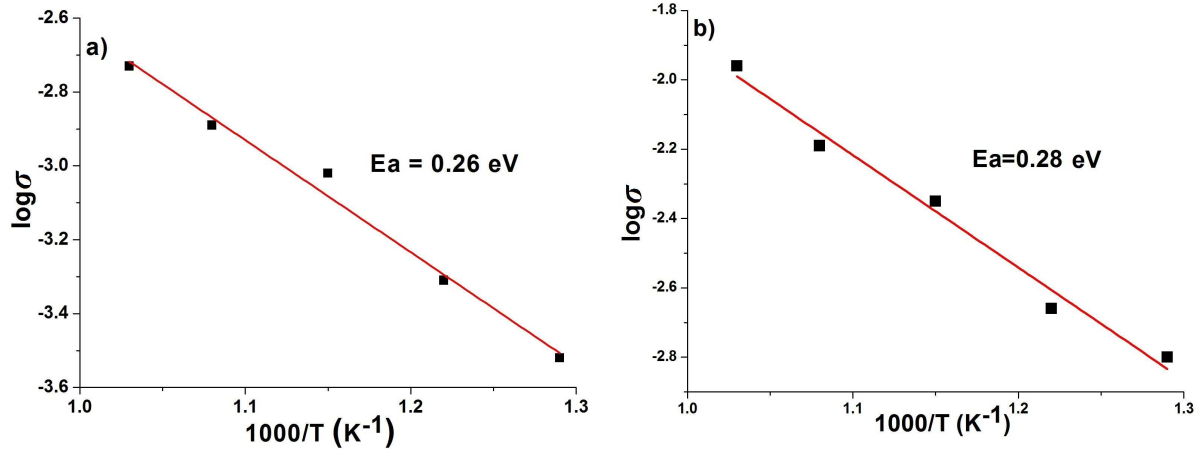 a)
-2.6
-2.8
-3.0
-3.2
-3.4
-3.6
logσ
Ea = 0.26 eV
1.0 1.1 1.2 1.3
1000/T (K-1)
b)
-1.8
-2.0
-2.2
-2.4
-2.6
-2.8
logσ
Ea=0.28 eV
1.0 1.1 1.2 1.3
1000/T (K-1)